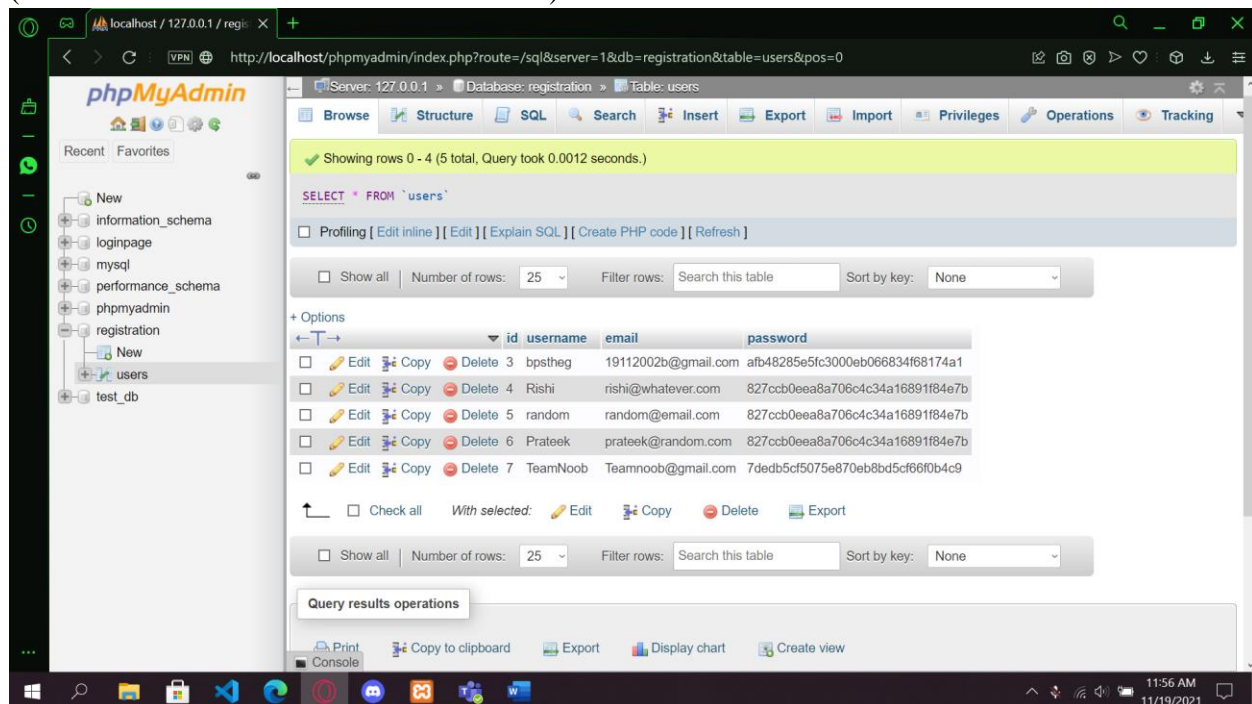 localhost / 127.0.0.1 / regis
VPN http://localhost/phpmyadmin/index.php?route=/sql&server=1&db=registration&table=users&pos=0
phpMyAdmin
Recent Favorites
New
information_schema
loginpage
mysql
performance_schema
phpmyadmin
registration
New
users
test_db
Server: 127.0.0.1 » Database: registration » Table: users
Browse Structure SQL Search Insert Export Import Privileges Operations Tracking
Showing rows 0 - 4 (5 total, Query took 0.0012 seconds.)
SELECT * FROM `users`
Profiling [ Edit inline ] [ Edit ] [ Explain SQL ] [ Create PHP code ] [ Refresh ]
Show all | Number of rows: 25 Filter rows: Search this table Sort by key: None
+ Options
←T→ id username email password
Edit Copy Delete 3 bpstheg 19112002b@gmail.com afb48285e5fc3000eb066834f68174a1
Edit Copy Delete 4 Rishi rishi@whatever.com 827ccb0eea8a706c4c34a16891f84e7b
Edit Copy Delete 5 random random@email.com 827ccb0eea8a706c4c34a16891f84e7b
Edit Copy Delete 6 Prateek prateek@random.com 827ccb0eea8a706c4c34a16891f84e7b
Edit Copy Delete 7 TeamNoob Teamnoob@gmail.com 7dedb5cf5075e870eb8bd5cf66f0b4c9
Check all With selected: Edit Copy Delete Export
Show all | Number of rows: 25 Filter rows: Search this table Sort by key: None
Query results operations
Print Copy to clipboard Export Display chart Create view
Console
11:56 AM
11/19/2021